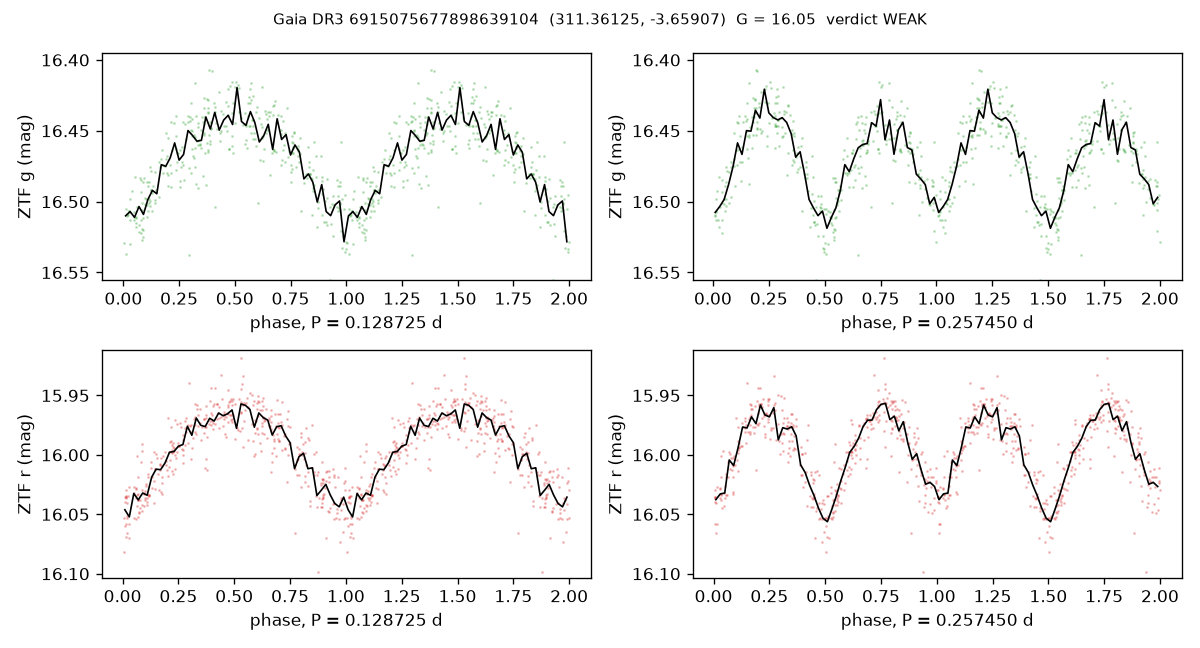 Gaia DR3 6915075677898639104 (311.36125, -3.65907) G = 16.05 verdict WEAK
ZTF g (mag)
16.40
16.45
16.50
16.55
0.00 0.25 0.50 0.75 1.00 1.25 1.50 1.75 2.00
phase, P = 0.128725 d
ZTF g (mag)
16.40
16.45
16.50
16.55
0.00 0.25 0.50 0.75 1.00 1.25 1.50 1.75 2.00
phase, P = 0.257450 d
ZTF r (mag)
15.95
16.00
16.05
16.10
0.00 0.25 0.50 0.75 1.00 1.25 1.50 1.75 2.00
phase, P = 0.128725 d
ZTF r (mag)
15.95
16.00
16.05
16.10
0.00 0.25 0.50 0.75 1.00 1.25 1.50 1.75 2.00
phase, P = 0.257450 d